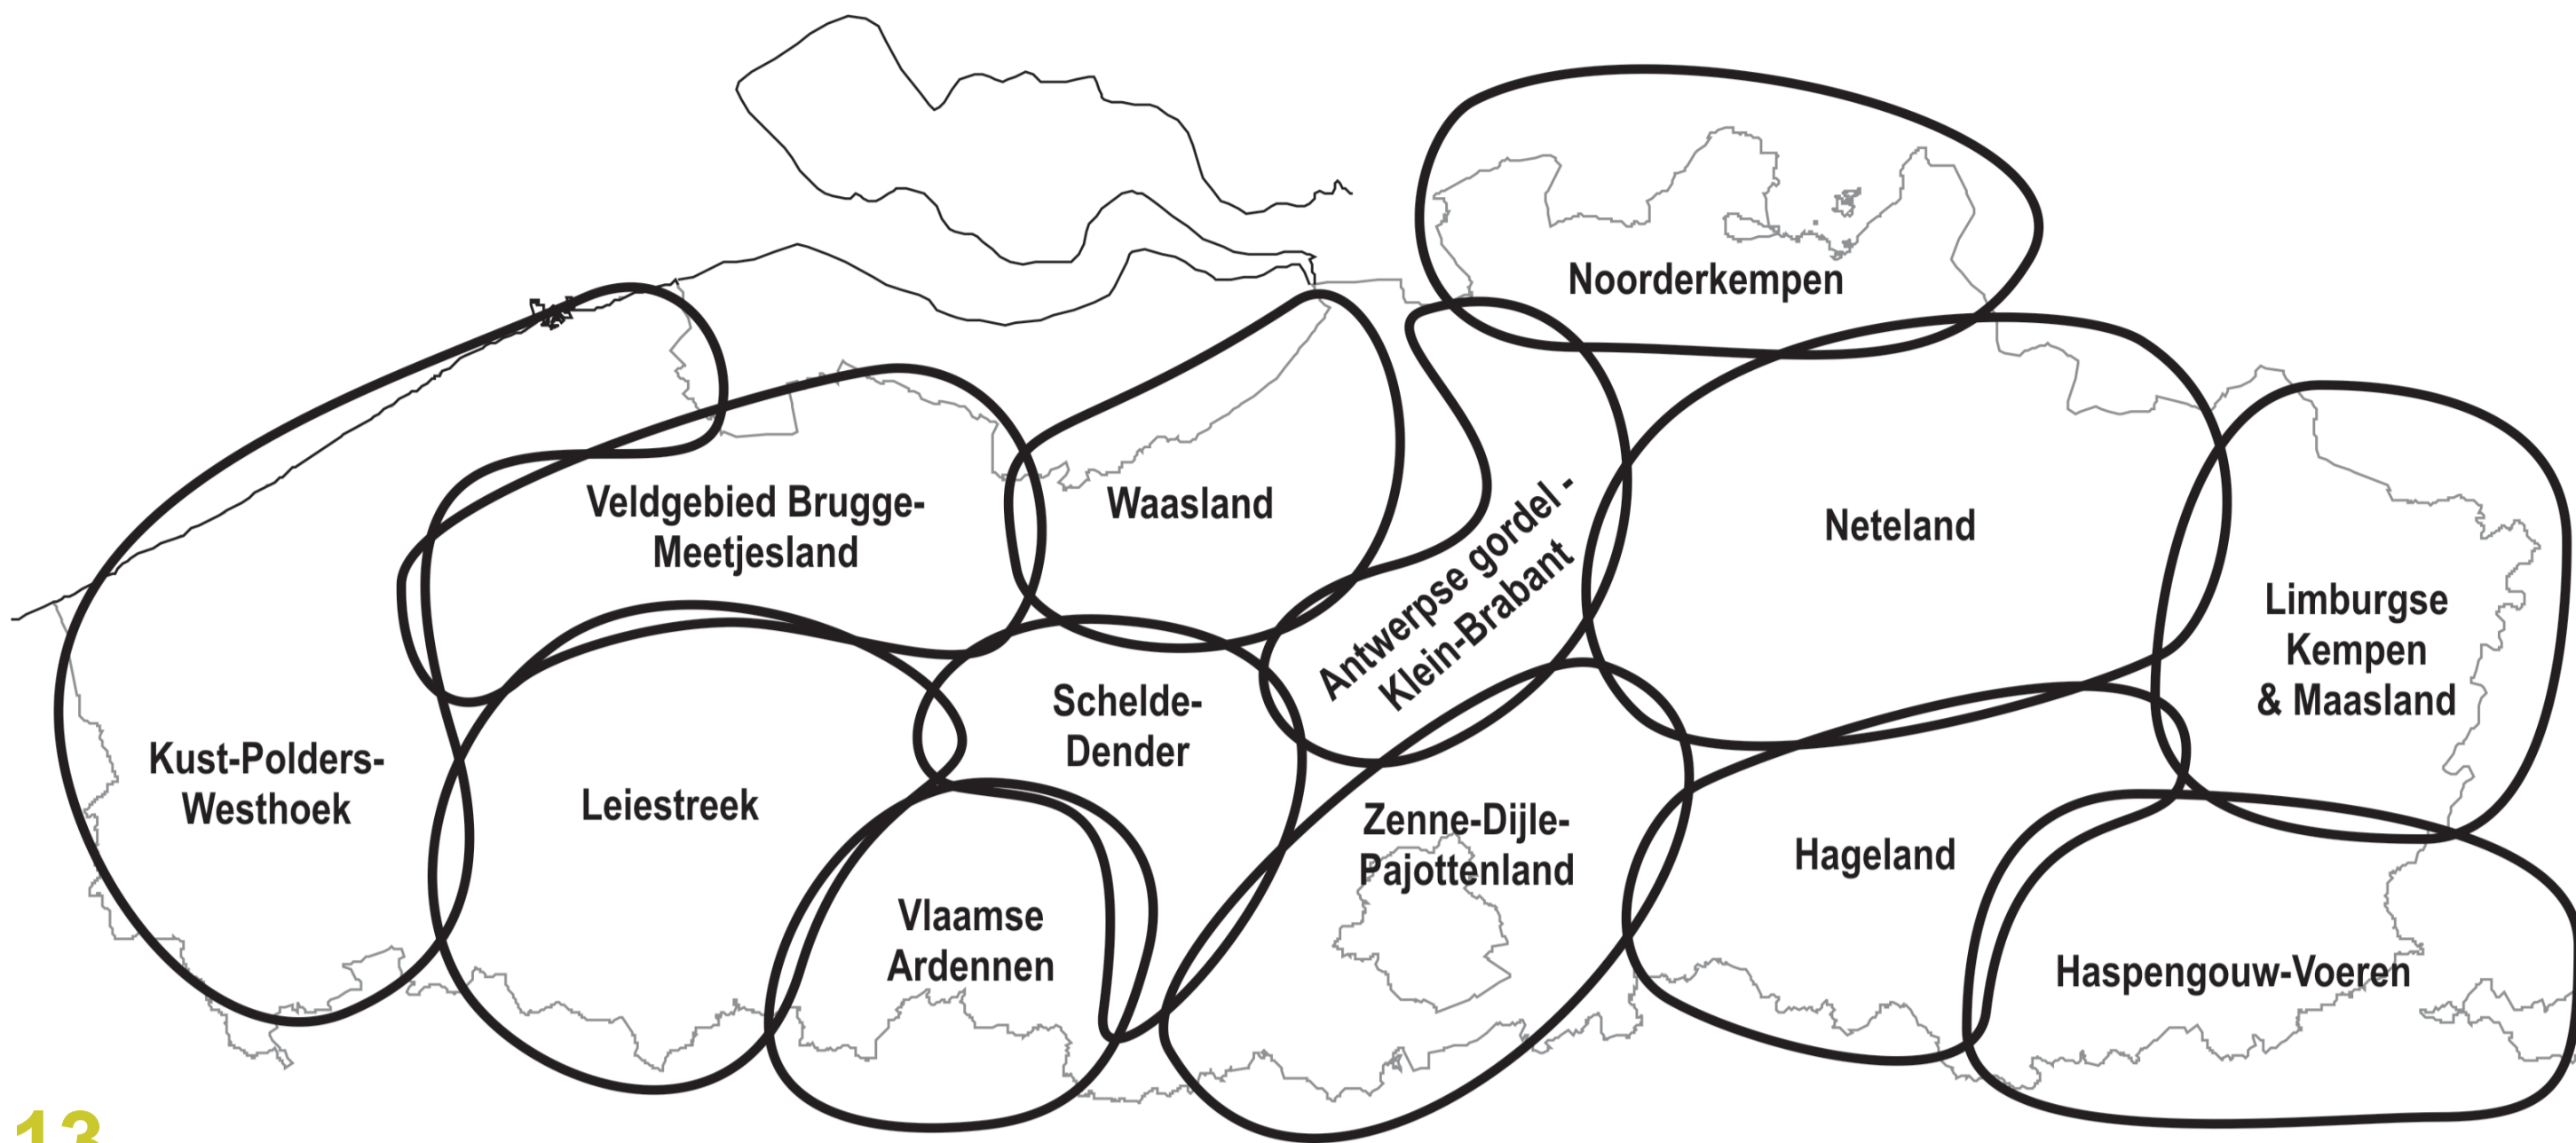 Noorderkempen
Veldgebied Brugge-
Meetjesland
Waasland
Antwerpse gordel -
Klein-Brabant
Neteland
Limburgse
Kempen
& Maasland
Kust-Polders-
Westhoek
Leiestreek
Schelde-
Dender
Vlaamse
Ardennen
Zenne-Dijle-
Pajottenland
Hageland
Haspengouw-Voeren
13